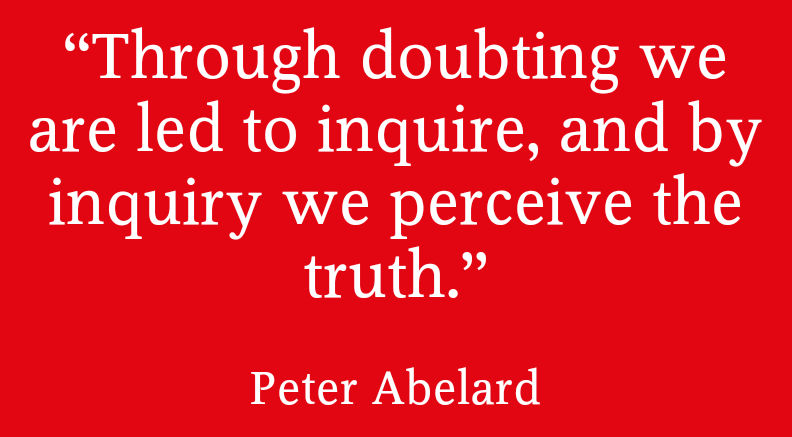 “Through doubting we
are led to inquire, and by
inquiry we perceive the
truth.”
Peter Abelard